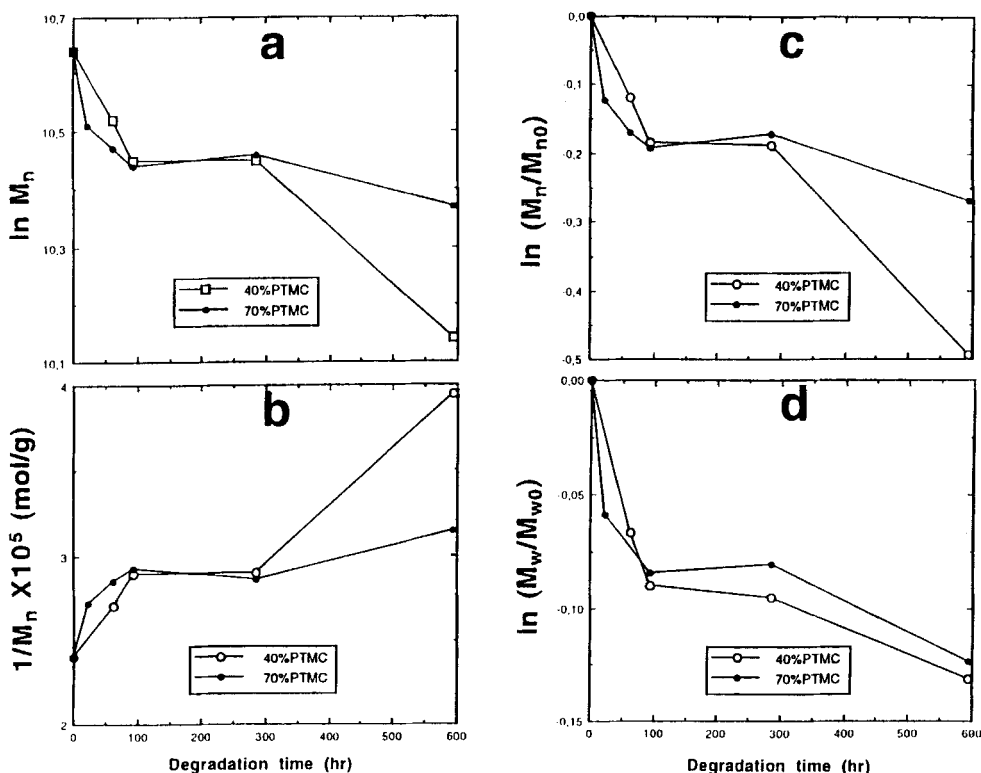 a
10,7
10,5
10,3
10,1
ln Mn
40%PTMC
70%PTMC
c
0,0
-0,1
-0,2
-0,3
-0,4
-0,5
ln (Mn/Mn0)
40%PTMC
70%PTMC
b
4
3
2
1/Mn X10^5 (mol/g)
40%PTMC
70%PTMC
0 100 200 300 400 500 600
Degradation time (hr)
d
0,00
-0,05
-0,10
-0,15
ln (Mw/Mw0)
40%PTMC
70%PTMC
0 100 200 300 400 500 600
Degradation time (hr)